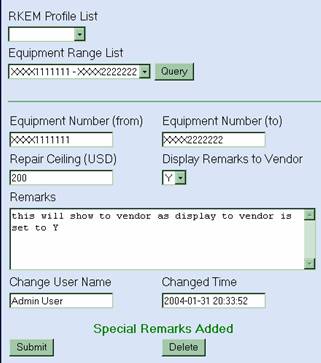 RKEM Profile List
Equipment Range List
XXXX1111111 - XXXX2222222 Query
Equipment Number (from) Equipment Number (to)
XXXX1111111 XXXX2222222
Repair Ceiling (USD) Display Remarks to Vendor
200 Y
Remarks
this will show to vendor as display to vendor is
set to Y
Change User Name Changed Time
Admin User 2004-01-31 20:33:52
Special Remarks Added
Submit Delete